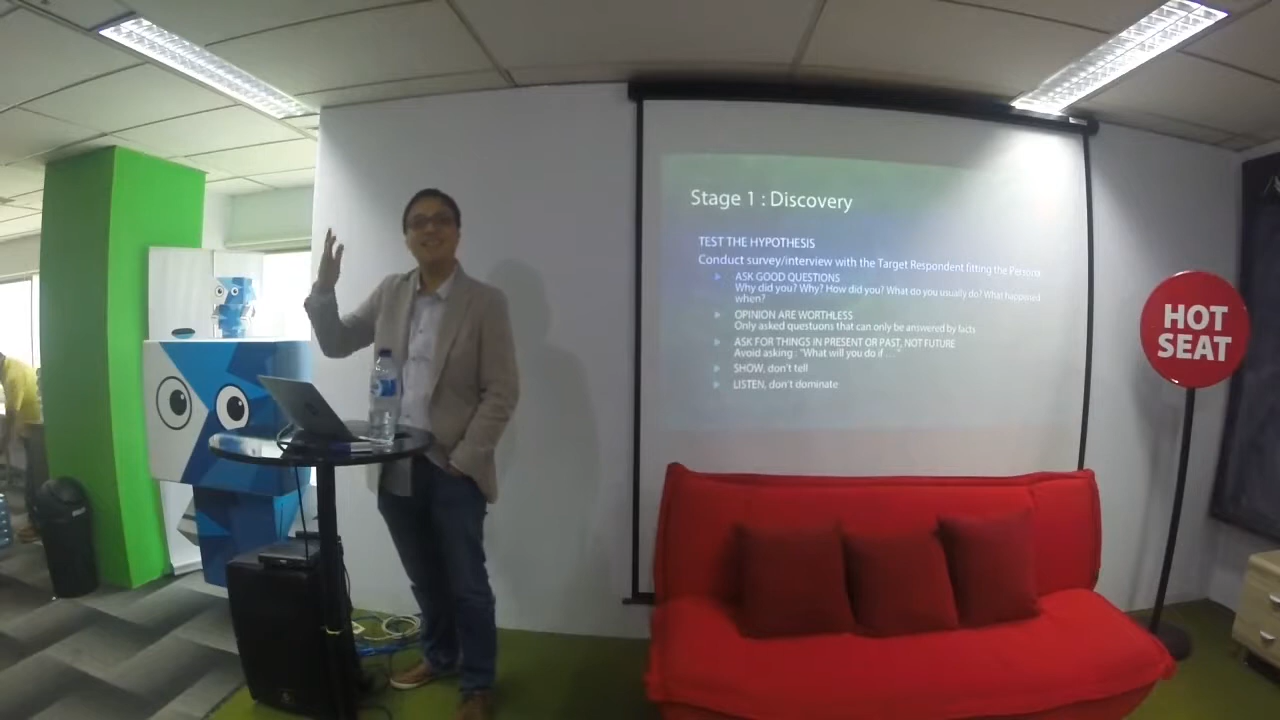 Stage 1 : Discovery
TEST THE HYPOTHESIS
Conduct survey/interview with the Target Respondent fitting the Persona
ASK GOOD QUESTIONS
Why did you? Why? How did you? What do you usually do? What happened
when?
OPINION ARE WORTHLESS
Only asked questuons that can only be answered by facts
ASK FOR THINGS IN PRESENT OR PAST, NOT FUTURE
Avoid asking : "What will you do if … "
SHOW, don't tell
LISTEN, don't dominate
HOT
SEAT